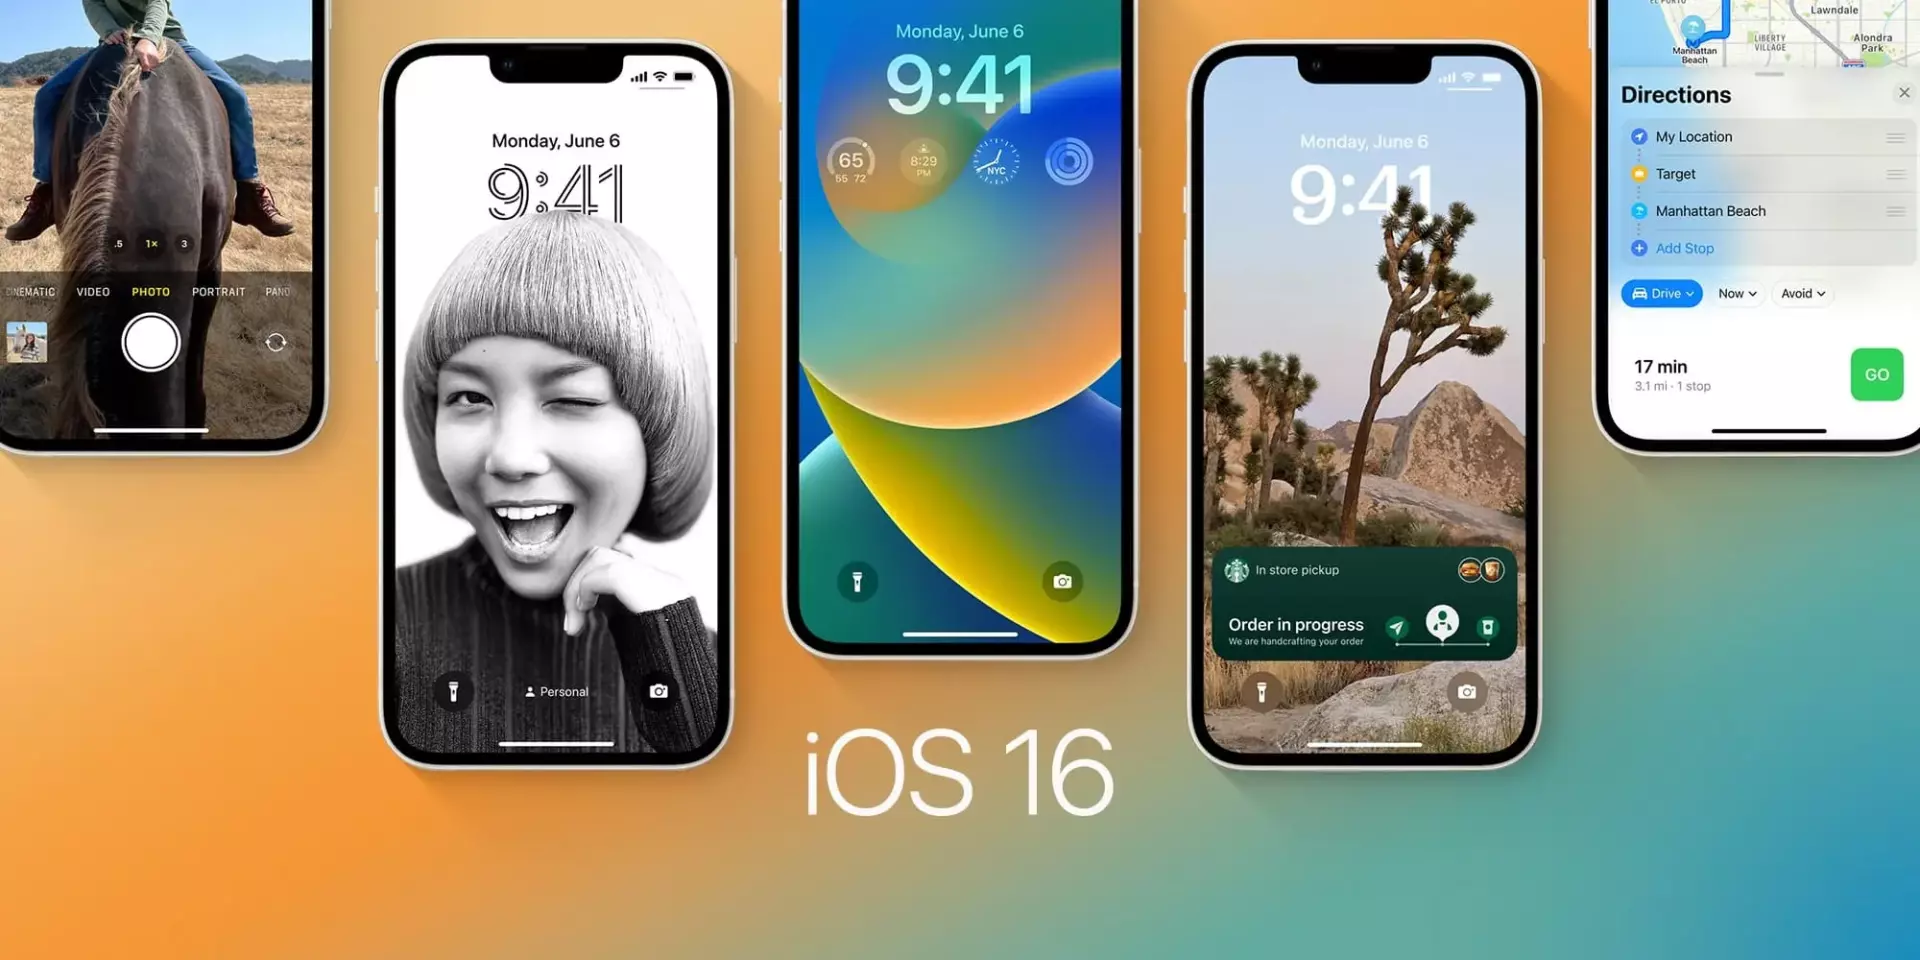 .5 1× 3
VIDEO PHOTO PORTRAIT PANO
Monday, June 6
9:41
Personal
Monday, June 6
9:41
65
55 72
8:29
PM
NYC
Monday, June 6
9:41
In store pickup
Order in progress
We are handcrafting your order
Lawndale
LIBERTY
VILLAGE
Alondra
Park
Manhattan
Beach
Directions
My Location
Target
Manhattan Beach
Add Stop
Drive Now Avoid
17 min
3.1 mi · 1 stop
GO
iOS 16